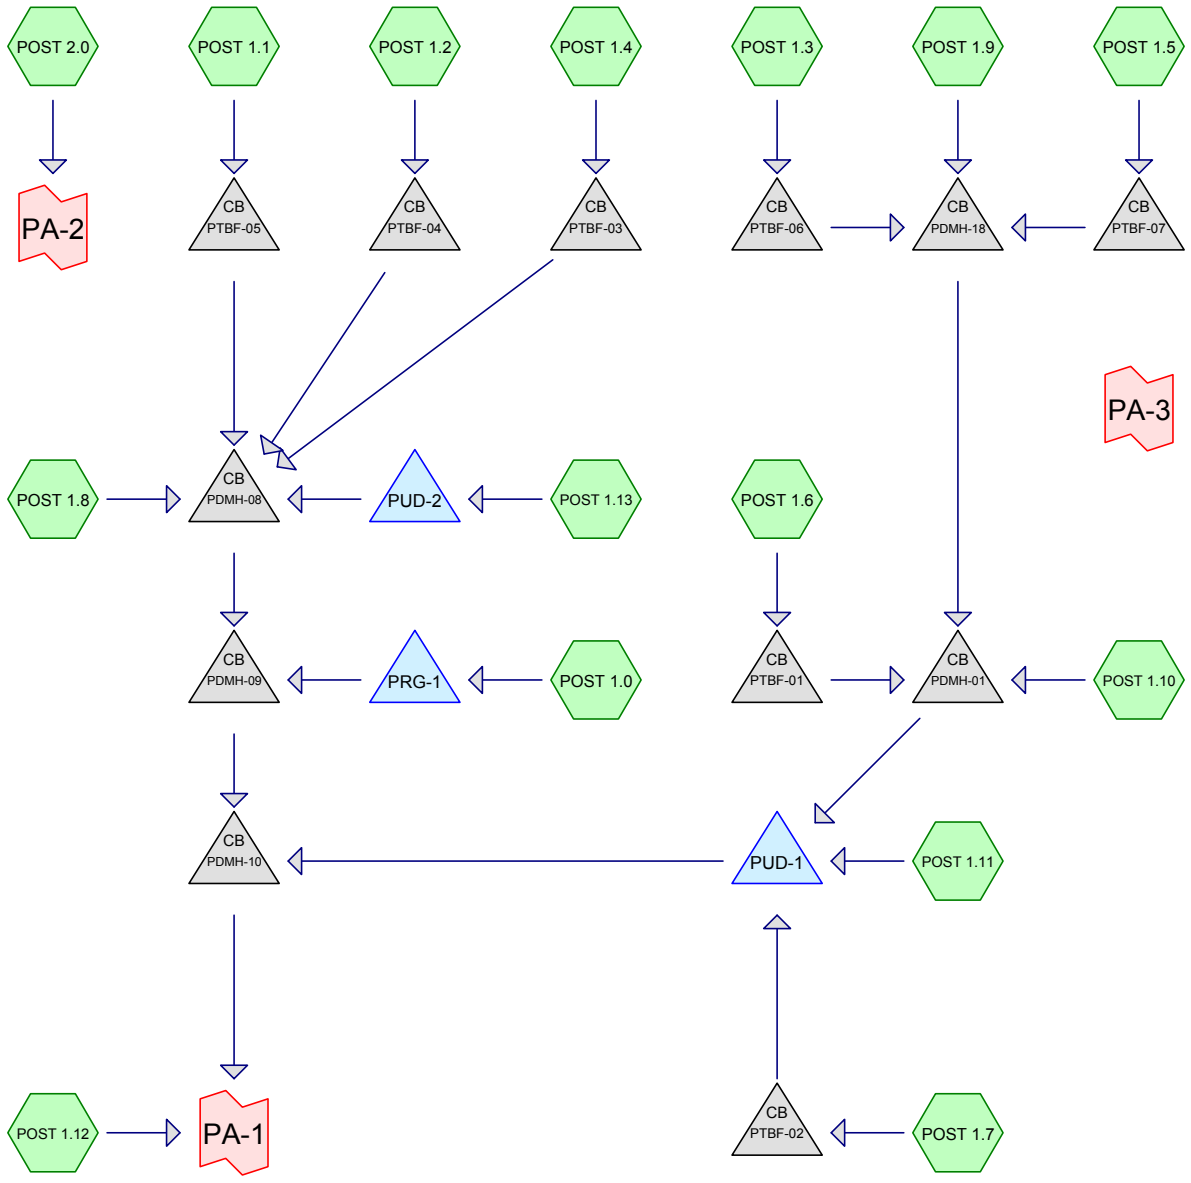 POST 2.0
POST 1.1
POST 1.2
POST 1.4
POST 1.3
POST 1.9
POST 1.5
PA-2
CB
PTBF-05
CB
PTBF-04
CB
PTBF-03
CB
PTBF-06
CB
PDMH-18
CB
PTBF-07
PA-3
POST 1.8
CB
PDMH-08
PUD-2
POST 1.13
POST 1.6
CB
PDMH-09
PRG-1
POST 1.0
CB
PTBF-01
CB
PDMH-01
POST 1.10
CB
PDMH-10
PUD-1
POST 1.11
POST 1.12
PA-1
CB
PTBF-02
POST 1.7